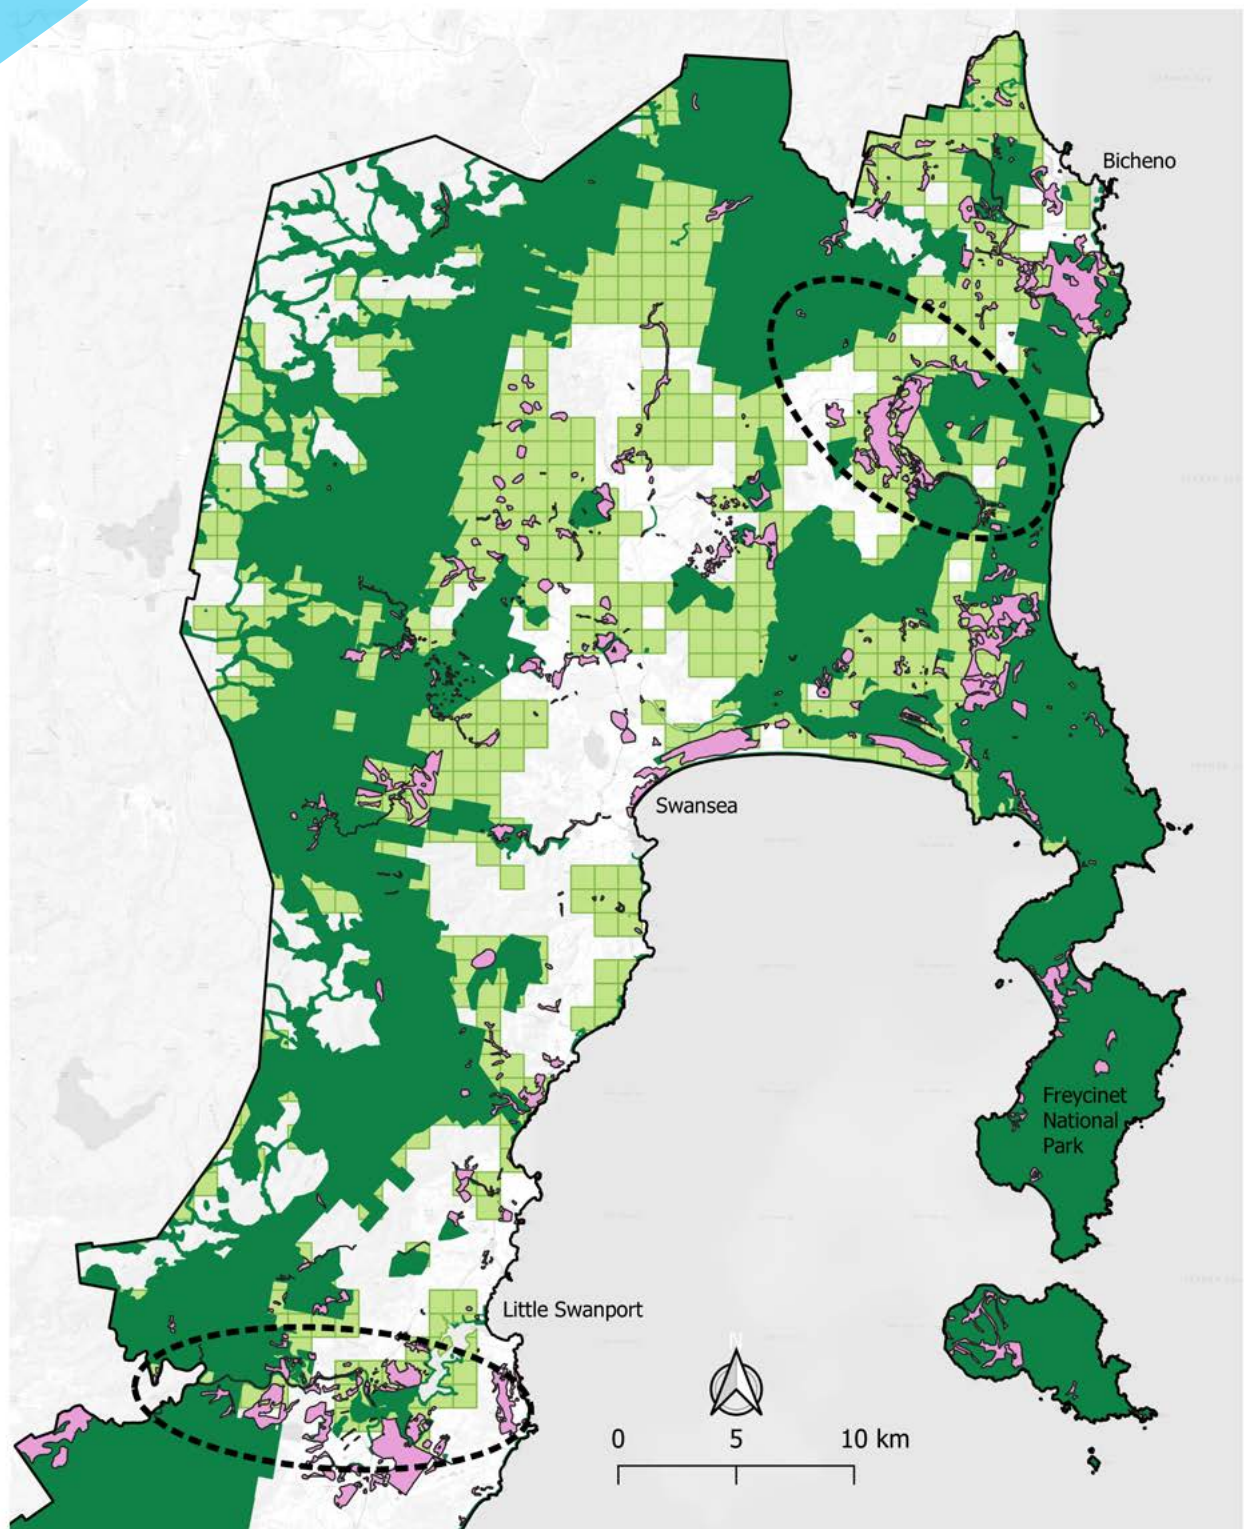 Bicheno
Swansea
Freycinet
National
Park
Little Swanport
N
0 5 10 km